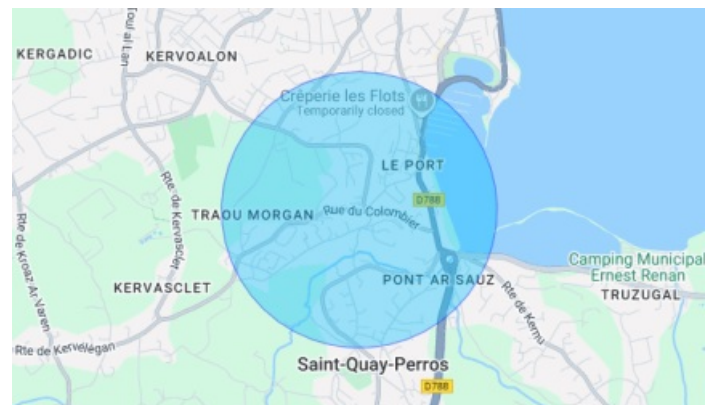 Toul al Lan
KERGADIC
KERVOALON
Crêperie les Flots
Temporarily closed
LE PORT
Rte. de Kervasclet
D788
TRAOU MORGAN
Rue du Colombier
Rte de Kroaz Ar Varen
Camping Municipal
Ernest Renan
PONT AR SAUZ
KERVASCLET
TRUZUGAL
Rte de Kernu
Rte de Kervelegan
Saint-Quay-Perros
D788